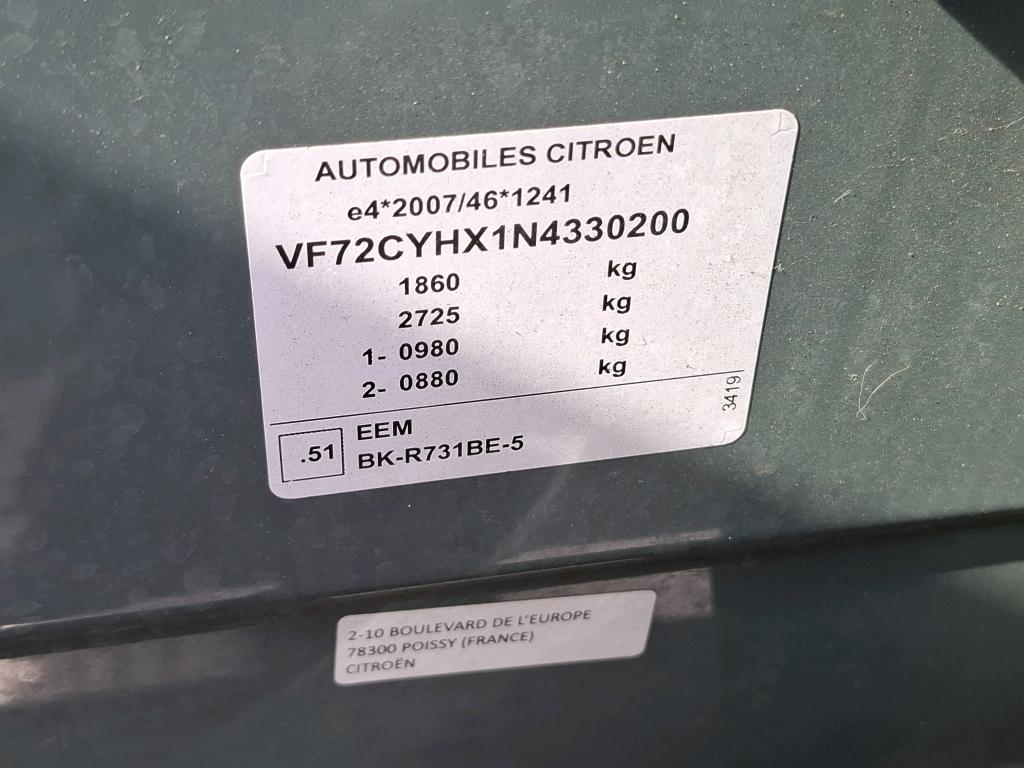 AUTOMOBILES CITROEN
e4*2007/46*1241
VF72CYHX1N4330200
1860 kg
2725 kg
1- 0980 kg
2- 0880 kg
3419
.51 EEM
BK-R731BE-5
2-10 BOULEVARD DE L'EUROPE
78300 POISSY (FRANCE)
CITROËN